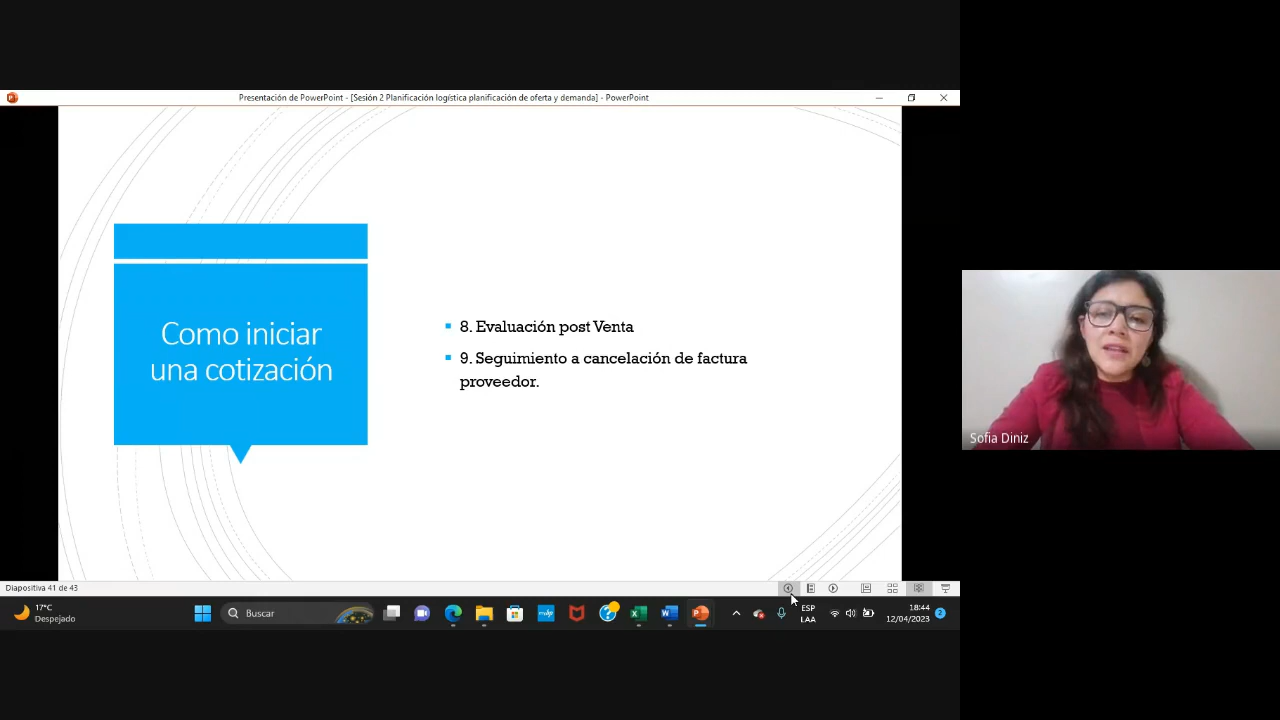 Presentación de PowerPoint - [Sesión 2 Planificación logística planificación de oferta y demanda] - PowerPoint
Como iniciar
una cotización
8. Evaluación post Venta
9. Seguimiento a cancelación de factura
proveedor.
Sofia Diniz
Diapositiva 41 de 43
17°C
Despejado
Buscar
ESP
LAA
18:44
12/04/2023
2